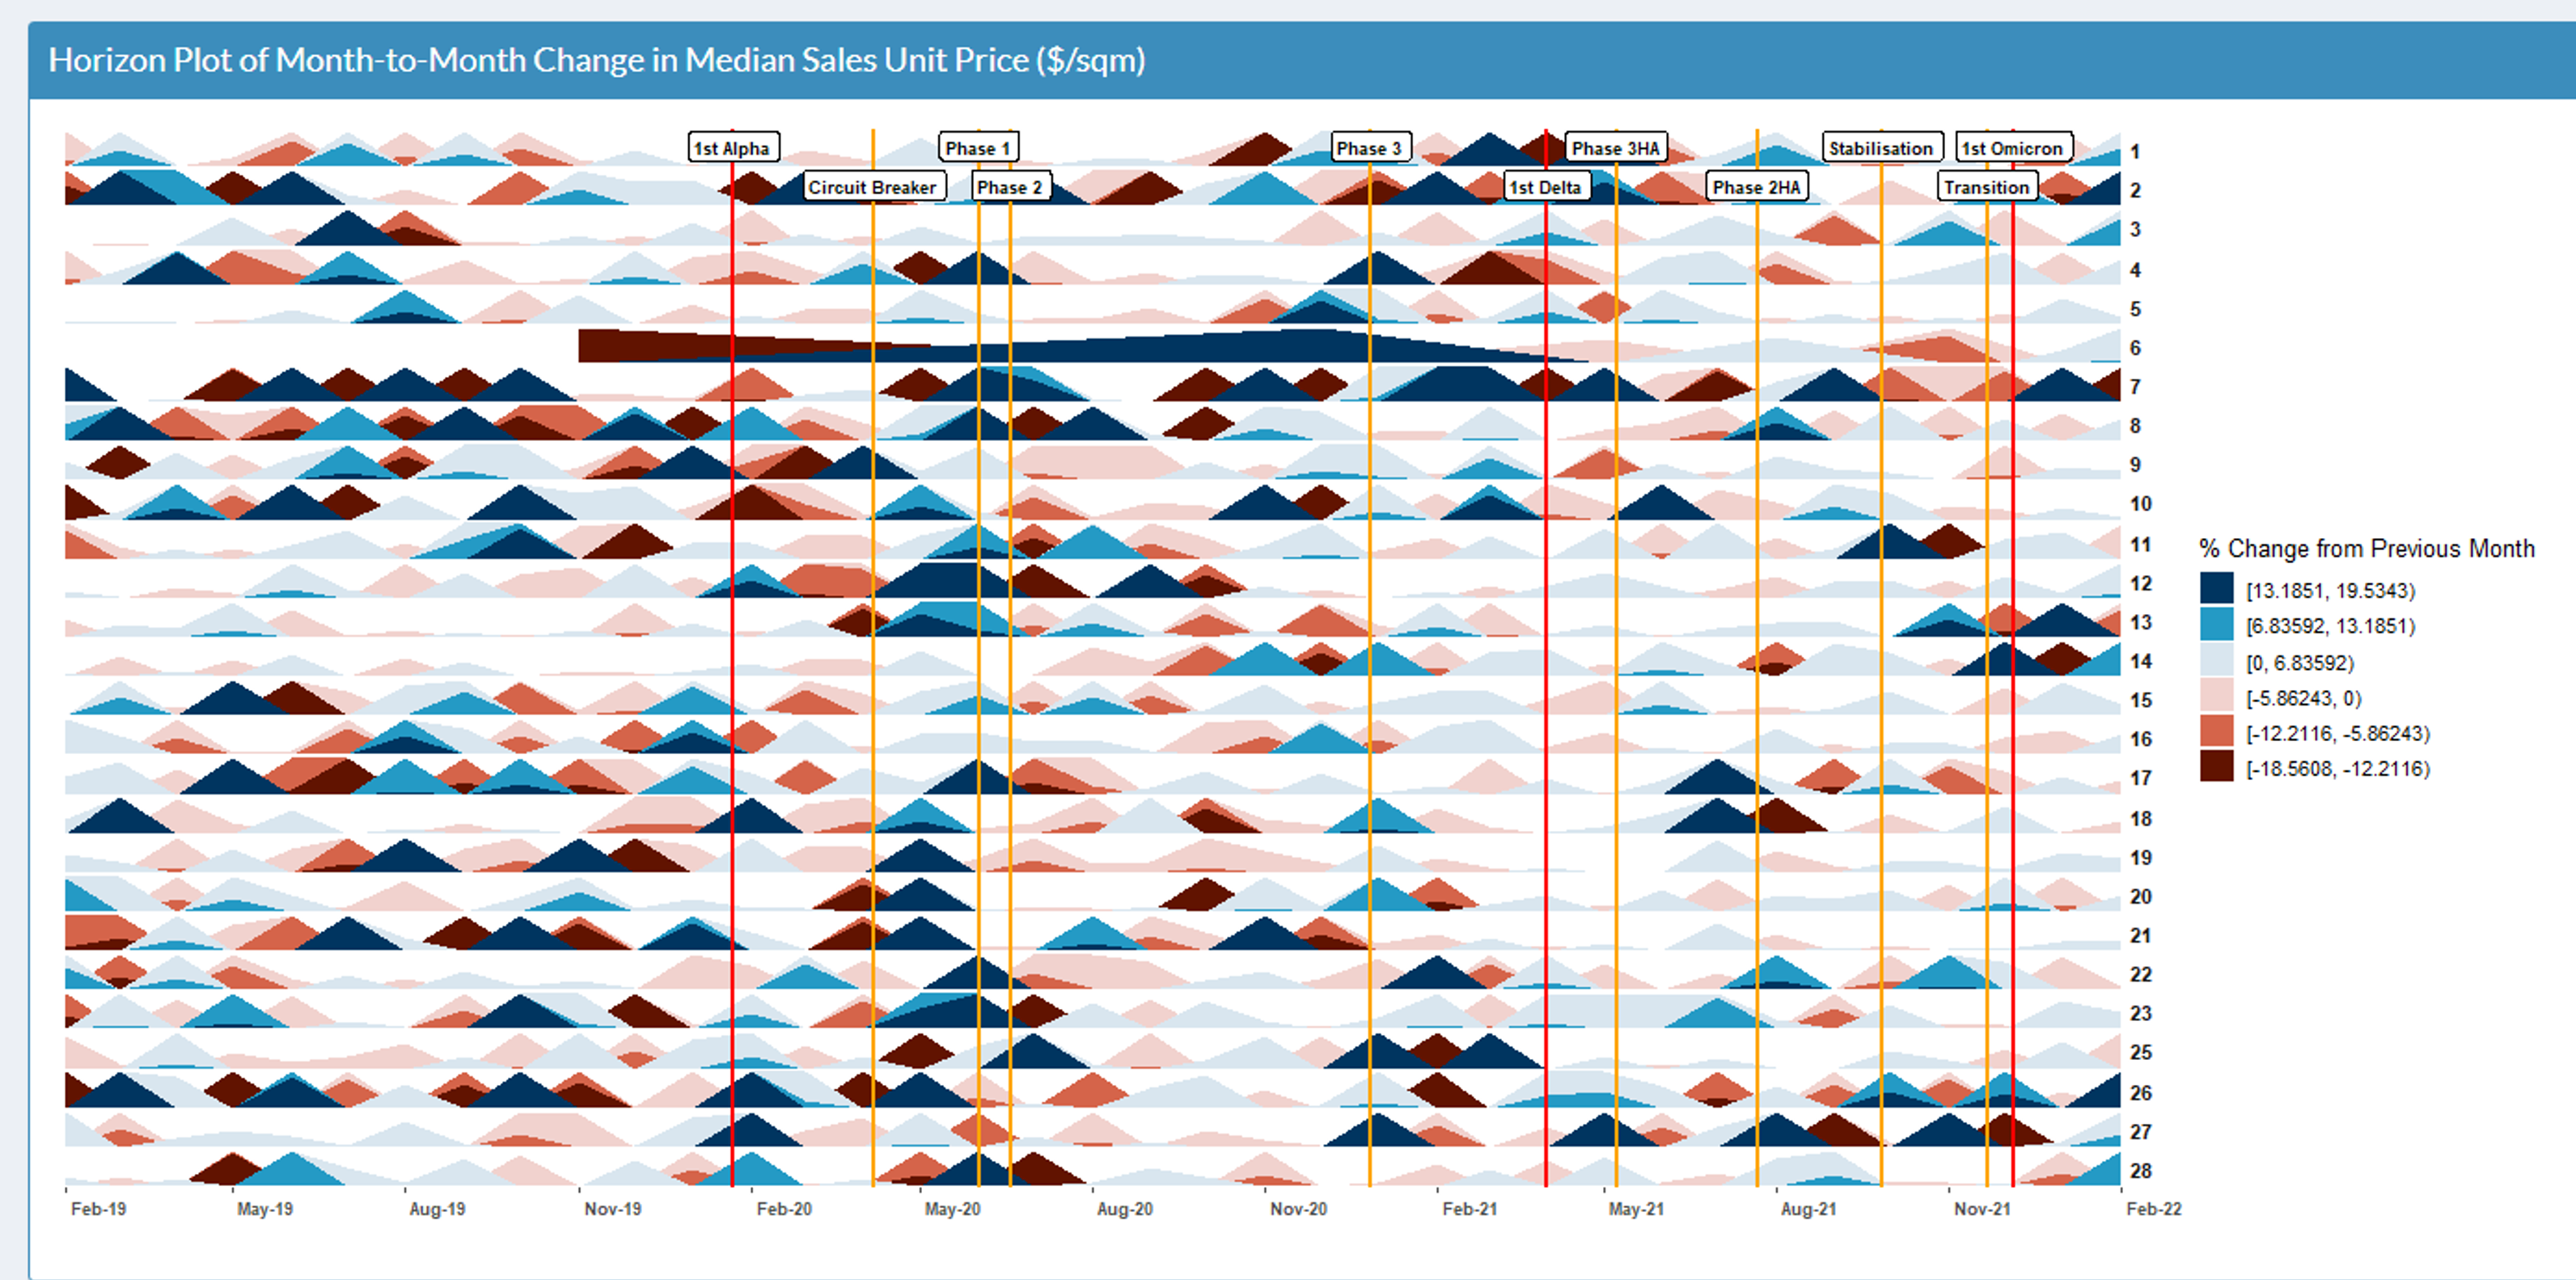 Horizon Plot of Month-to-Month Change in Median Sales Unit Price ($/sqm)
1st Alpha
Phase 1
Phase 3
Phase 3HA
Stabilisation
1st Omicron
1
Circuit Breaker
Phase 2
1st Delta
Phase 2HA
Transition
2
3
4
5
6
7
8
9
10
11
12
13
14
15
16
17
18
19
20
21
22
23
25
26
27
28
% Change from Previous Month
[13.1851, 19.5343)
[6.83592, 13.1851)
[0, 6.83592)
[-5.86243, 0)
[-12.2116, -5.86243)
[-18.5608, -12.2116)
Feb-19
May-19
Aug-19
Nov-19
Feb-20
May-20
Aug-20
Nov-20
Feb-21
May-21
Aug-21
Nov-21
Feb-22